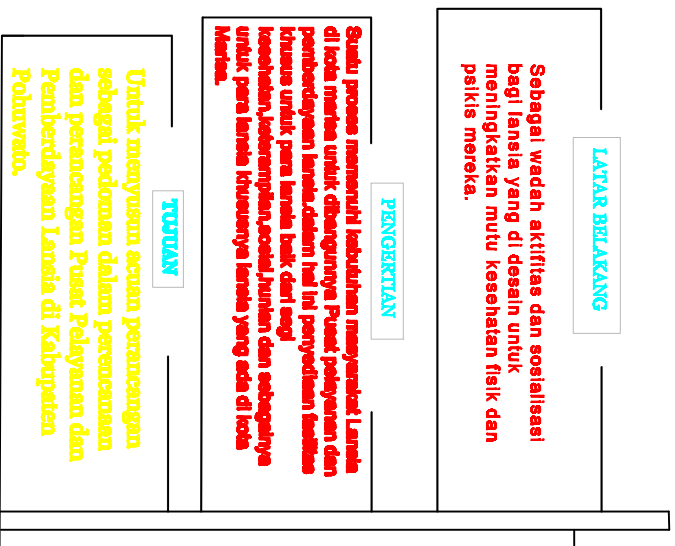 LATAR BELAKANG
Sebagai wadah aktifitas dan sosialisasi
bagi lansia yang di desain untuk
meningkatkan mutu kesehatan fisik dan
psikis mereka.
PENGERTIAN
Suatu proses memenuhi kebutuhan masyarakat Lansia
di kota marisa untuk dibangunnya Pusat pelayanan dan
pemberdayaan lansia.dalam hal ini penyediaan fasilitas
khusus untuk para lansia baik dari segi
kesehatan,keterampilan,sosial,hunian dan sebagainya
untuk para lansia khususnya lansia yang ada di kota
Marisa.
TUJUAN
Untuk menyusun acuan perancangan
sebagai pedoman dalam perencanaan
dan perancangan Pusat Pelayanan dan
Pemberdayaan Lansia di Kabupaten
Pohuwato.